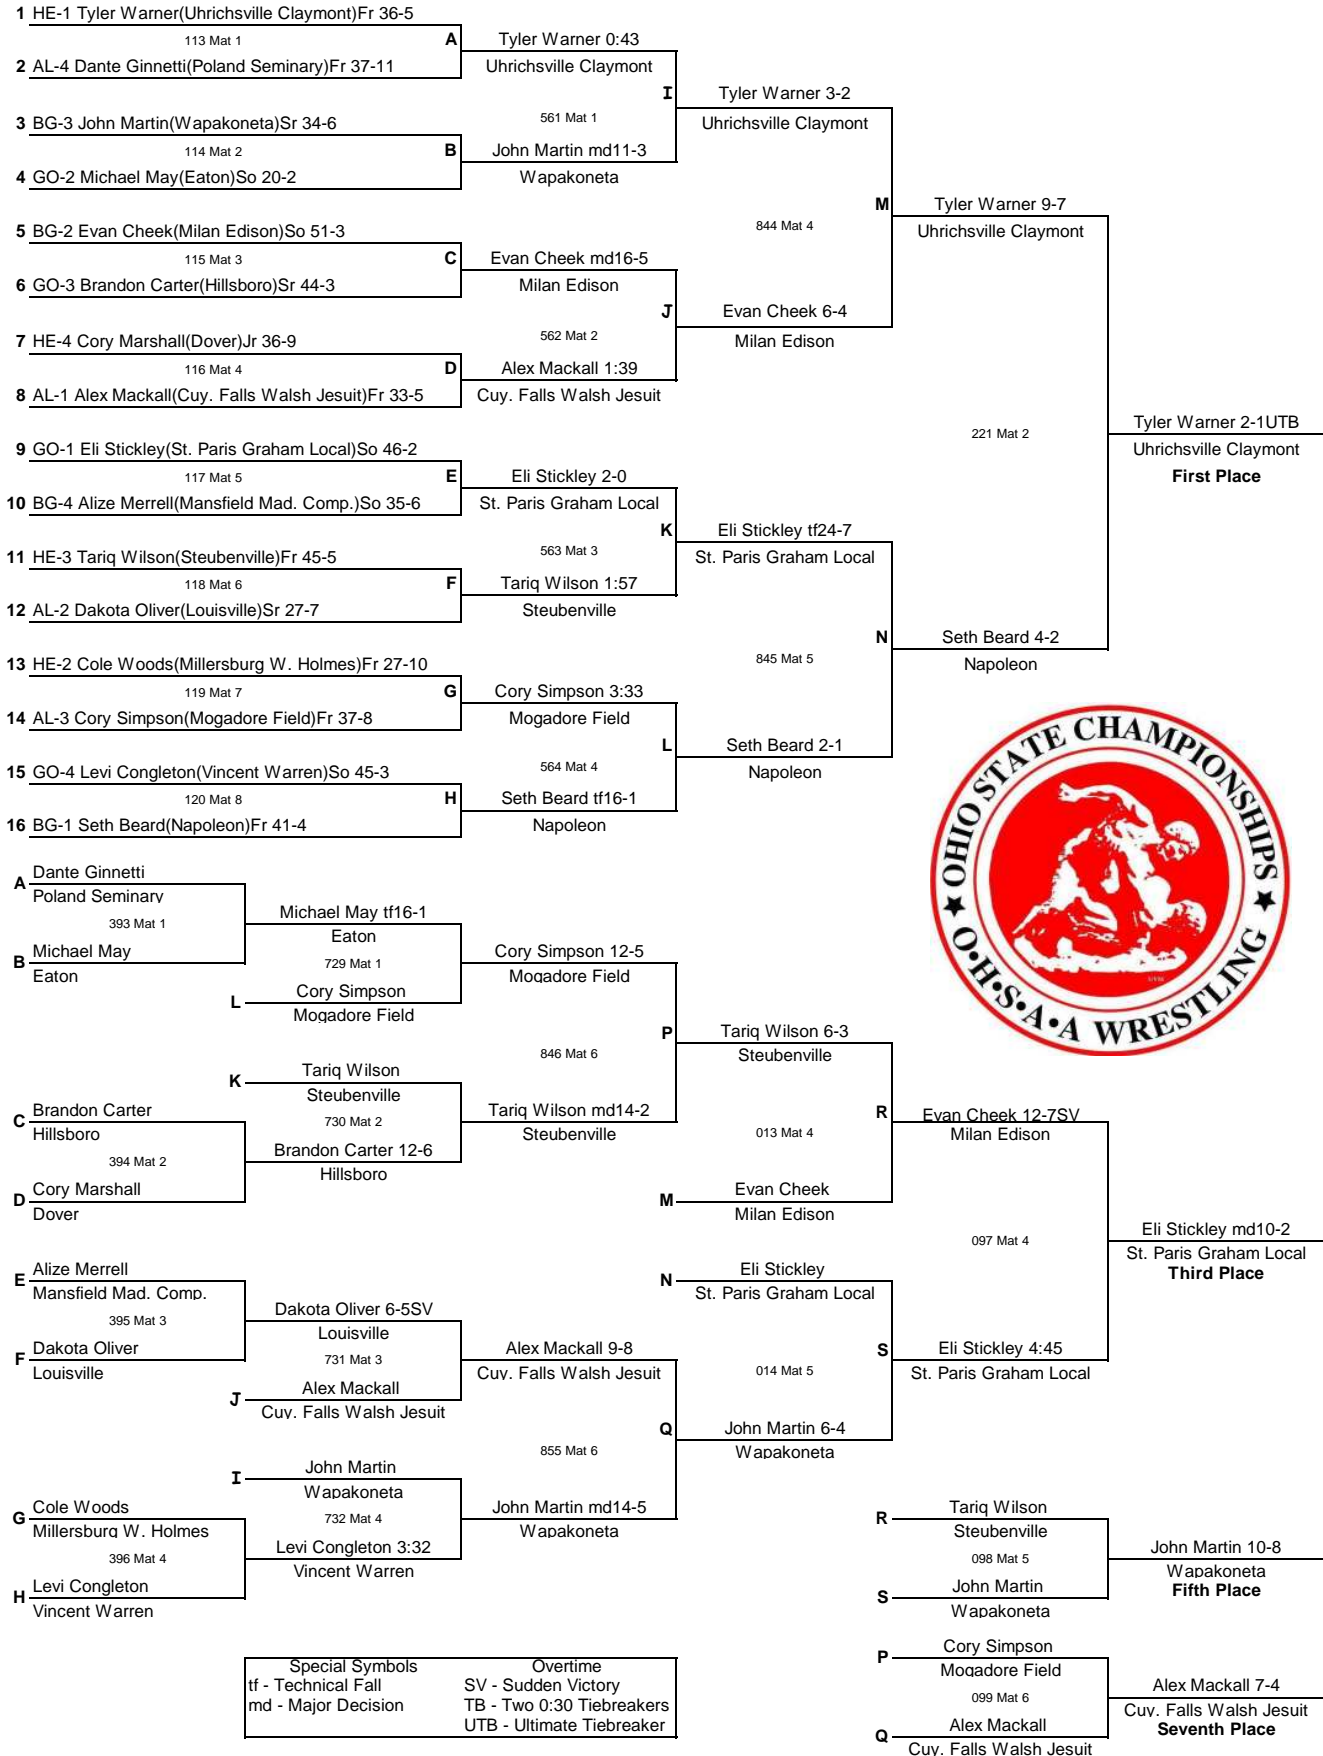 1 HE-1 Tyler Warner(Uhrichsville Claymont)Fr 36-5
113 Mat 1
A
2 AL-4 Dante Ginnetti(Poland Seminary)Fr 37-11
Tyler Warner 0:43
Uhrichsville Claymont
I
561 Mat 1
3 BG-3 John Martin(Wapakoneta)Sr 34-6
114 Mat 2
B
4 GO-2 Michael May(Eaton)So 20-2
John Martin md11-3
Wapakoneta
Tyler Warner 3-2
Uhrichsville Claymont
M
844 Mat 4
5 BG-2 Evan Cheek(Milan Edison)So 51-3
115 Mat 3
C
6 GO-3 Brandon Carter(Hillsboro)Sr 44-3
Evan Cheek md16-5
Milan Edison
J
562 Mat 2
7 HE-4 Cory Marshall(Dover)Jr 36-9
116 Mat 4
D
8 AL-1 Alex Mackall(Cuy. Falls Walsh Jesuit)Fr 33-5
Alex Mackall 1:39
Cuy. Falls Walsh Jesuit
Evan Cheek 6-4
Milan Edison
Tyler Warner 9-7
Uhrichsville Claymont
221 Mat 2
Tyler Warner 2-1UTB
Uhrichsville Claymont
First Place
9 GO-1 Eli Stickley(St. Paris Graham Local)So 46-2
117 Mat 5
E
10 BG-4 Alize Merrell(Mansfield Mad. Comp.)So 35-6
Eli Stickley 2-0
St. Paris Graham Local
K
563 Mat 3
11 HE-3 Tariq Wilson(Steubenville)Fr 45-5
118 Mat 6
F
12 AL-2 Dakota Oliver(Louisville)Sr 27-7
Tariq Wilson 1:57
Steubenville
Eli Stickley tf24-7
St. Paris Graham Local
N
845 Mat 5
13 HE-2 Cole Woods(Millersburg W. Holmes)Fr 27-10
119 Mat 7
G
14 AL-3 Cory Simpson(Mogadore Field)Fr 37-8
Cory Simpson 3:33
Mogadore Field
L
564 Mat 4
15 GO-4 Levi Congleton(Vincent Warren)So 45-3
120 Mat 8
H
16 BG-1 Seth Beard(Napoleon)Fr 41-4
Seth Beard tf16-1
Napoleon
Seth Beard 2-1
Napoleon
Seth Beard 4-2
Napoleon
OHIO STATE CHAMPIONSHIPS
O•H•S•A•A WRESTLING
A Dante Ginnetti
Poland Seminary
393 Mat 1
B Michael May
Eaton
Michael May tf16-1
Eaton
729 Mat 1
L Cory Simpson
Mogadore Field
Cory Simpson 12-5
Mogadore Field
P
846 Mat 6
K Tariq Wilson
Steubenville
730 Mat 2
C Brandon Carter
Hillsboro
394 Mat 2
D Cory Marshall
Dover
Brandon Carter 12-6
Hillsboro
Tariq Wilson md14-2
Steubenville
Tariq Wilson 6-3
Steubenville
R
013 Mat 4
M Evan Cheek
Milan Edison
Evan Cheek 12-7SV
Milan Edison
097 Mat 4
Eli Stickley md10-2
St. Paris Graham Local
Third Place
E Alize Merrell
Mansfield Mad. Comp.
395 Mat 3
F Dakota Oliver
Louisville
Dakota Oliver 6-5SV
Louisville
731 Mat 3
J Alex Mackall
Cuy. Falls Walsh Jesuit
Alex Mackall 9-8
Cuy. Falls Walsh Jesuit
Q
855 Mat 6
N Eli Stickley
St. Paris Graham Local
S
014 Mat 5
Eli Stickley 4:45
St. Paris Graham Local
John Martin 6-4
Wapakoneta
I John Martin
Wapakoneta
732 Mat 4
G Cole Woods
Millersburg W. Holmes
396 Mat 4
H Levi Congleton
Vincent Warren
Levi Congleton 3:32
Vincent Warren
John Martin md14-5
Wapakoneta
R Tariq Wilson
Steubenville
098 Mat 5
S John Martin
Wapakoneta
John Martin 10-8
Wapakoneta
Fifth Place
P Cory Simpson
Mogadore Field
099 Mat 6
Q Alex Mackall
Cuy. Falls Walsh Jesuit
Alex Mackall 7-4
Cuy. Falls Walsh Jesuit
Seventh Place
Special Symbols Overtime
tf - Technical Fall SV - Sudden Victory
md - Major Decision TB - Two 0:30 Tiebreakers
UTB - Ultimate Tiebreaker